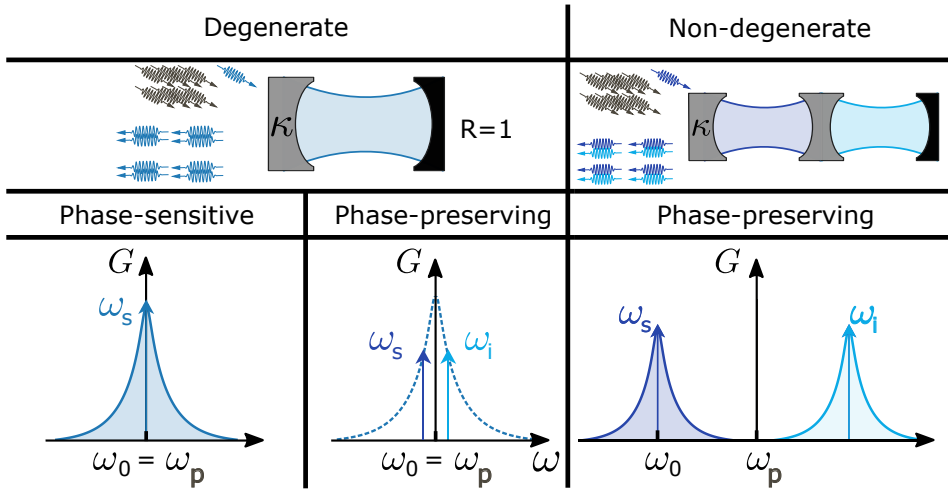 Degenerate
Non-degenerate
κ
R=1
κ
Phase-sensitive
Phase-preserving
Phase-preserving
G
ωs
ω0 = ωp
G
ωs
ωi
ω0 = ωp
ω
G
ωs
ωi
ω0
ωp